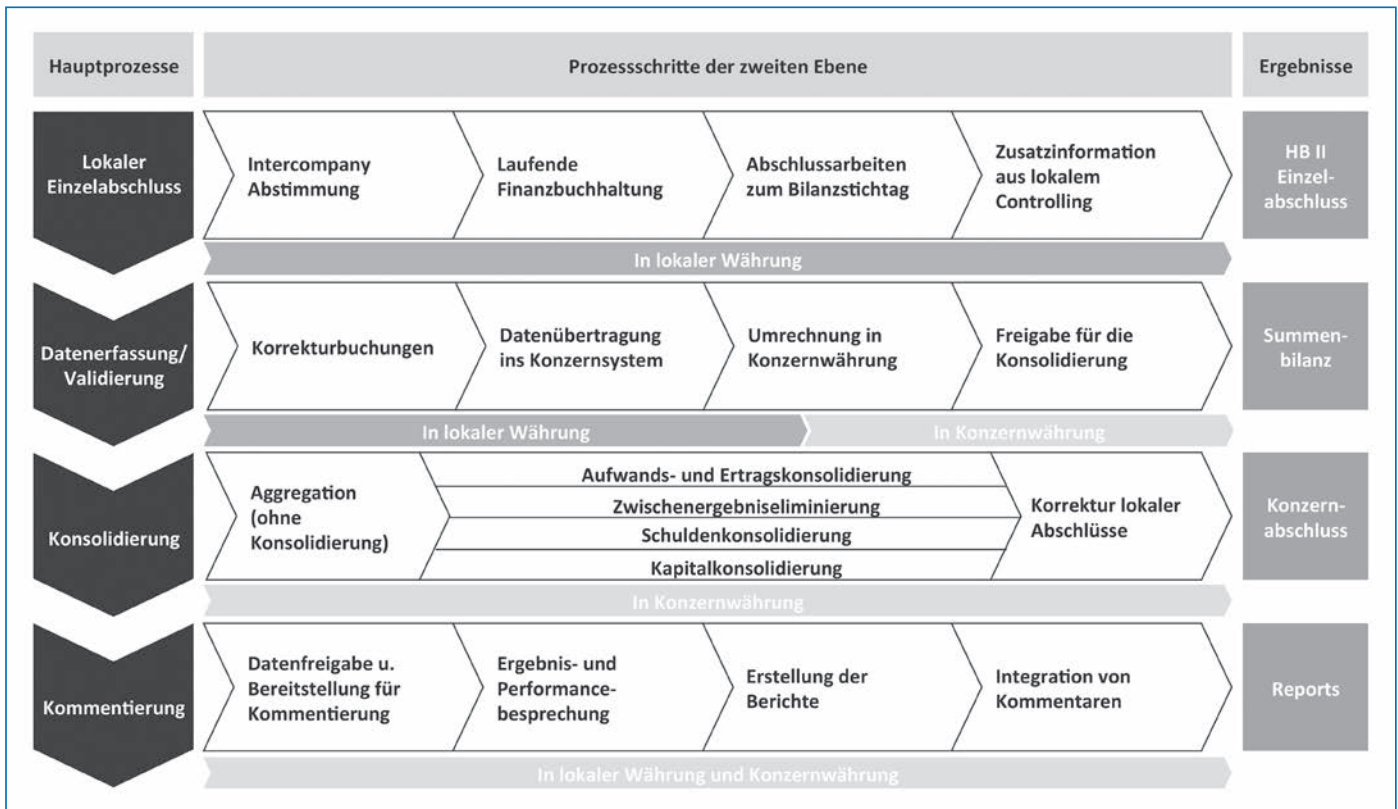 Hauptprozesse
Prozessschritte der zweiten Ebene
Ergebnisse
Lokaler
Einzelabschluss
Intercompany
Abstimmung
Laufende
Finanzbuchhaltung
Abschlussarbeiten
zum Bilanzstichtag
Zusatzinformation
aus lokalem
Controlling
HB II
Einzel-
abschluss
In lokaler Währung
Datenerfassung/
Validierung
Korrekturbuchungen
Datenübertragung
ins Konzernsystem
Umrechnung in
Konzernwährung
Freigabe für die
Konsolidierung
Summen-
bilanz
In lokaler Währung
In Konzernwährung
Konsolidierung
Aggregation
(ohne
Konsolidierung)
Aufwands- und Ertragskonsolidierung
Zwischenergebniseliminierung
Schuldenkonsolidierung
Kapitalkonsolidierung
Korrektur lokaler
Abschlüsse
Konzern-
abschluss
In Konzernwährung
Kommentierung
Datenfreigabe u.
Bereitstellung für
Kommentierung
Ergebnis- und
Performance-
besprechung
Erstellung der
Berichte
Integration von
Kommentaren
Reports
In lokaler Währung und Konzernwährung